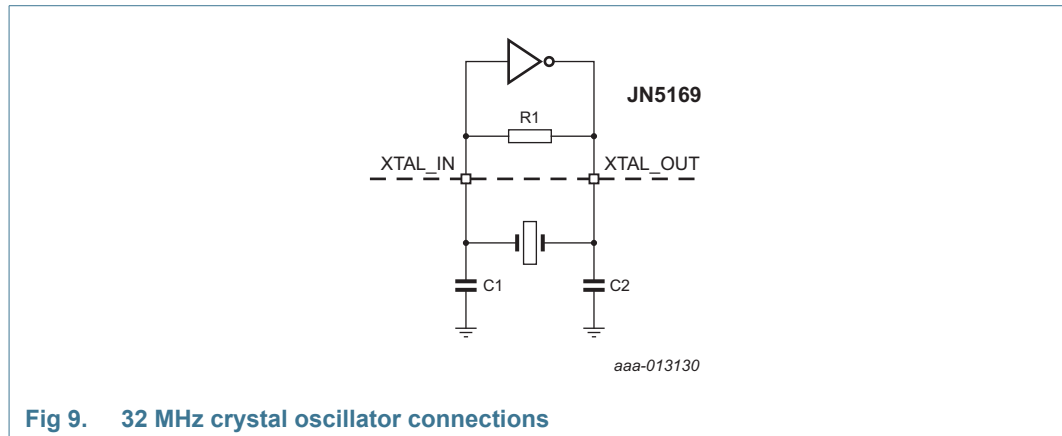 JN5169
R1
XTAL_IN
XTAL_OUT
C1
C2
aaa-013130
Fig 9. 32 MHz crystal oscillator connections